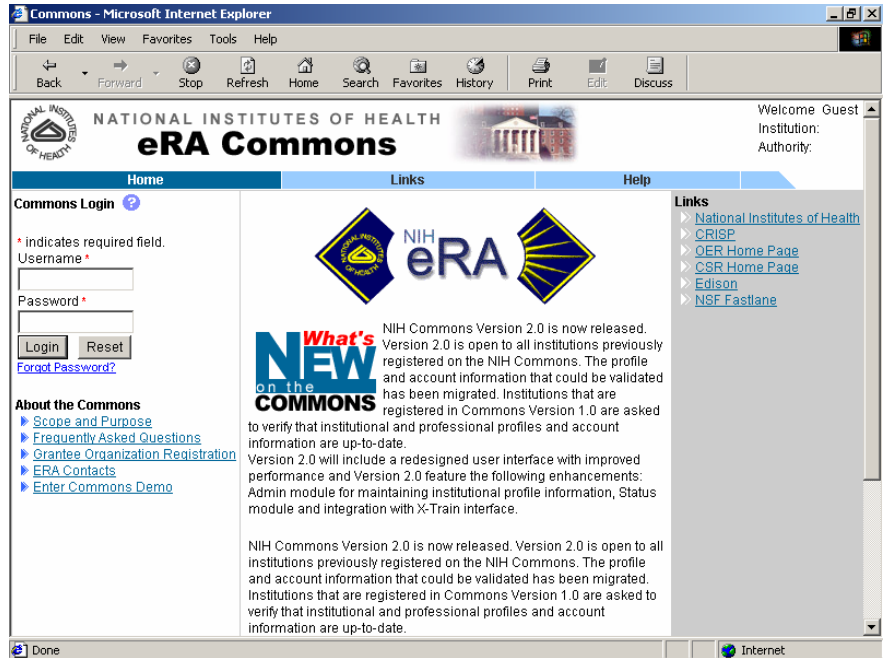 Commons - Microsoft Internet Explorer
File Edit View Favorites Tools Help
Back Forward Stop Refresh Home Search Favorites History Print Edit Discuss
NATIONAL INSTITUTES OF HEALTH
NATIONAL INSTITUTES OF HEALTH
eRA Commons
Welcome Guest
Institution:
Authority:
Home Links Help
Commons Login ?
* indicates required field.
Username *
Password *
Login Reset
Forgot Password?
About the Commons
Scope and Purpose
Frequently Asked Questions
Grantee Organization Registration
ERA Contacts
Enter Commons Demo
NATIONAL INSTITUTES OF HEALTH
NIH
eRA
What's
NEW
on the
COMMONS
NIH Commons Version 2.0 is now released.
Version 2.0 is open to all institutions previously
registered on the NIH Commons. The profile
and account information that could be validated
has been migrated. Institutions that are
registered in Commons Version 1.0 are asked
to verify that institutional and professional profiles and account
information are up-to-date.
Version 2.0 will include a redesigned user interface with improved
performance and Version 2.0 feature the following enhancements:
Admin module for maintaining institutional profile information, Status
module and integration with X-Train interface.
NIH Commons Version 2.0 is now released. Version 2.0 is open to all
institutions previously registered on the NIH Commons. The profile
and account information that could be validated has been migrated.
Institutions that are registered in Commons Version 1.0 are asked to
verify that institutional and professional profiles and account
information are up-to-date.
Links
National Institutes of Health
CRISP
OER Home Page
CSR Home Page
Edison
NSF Fastlane
Done
Internet